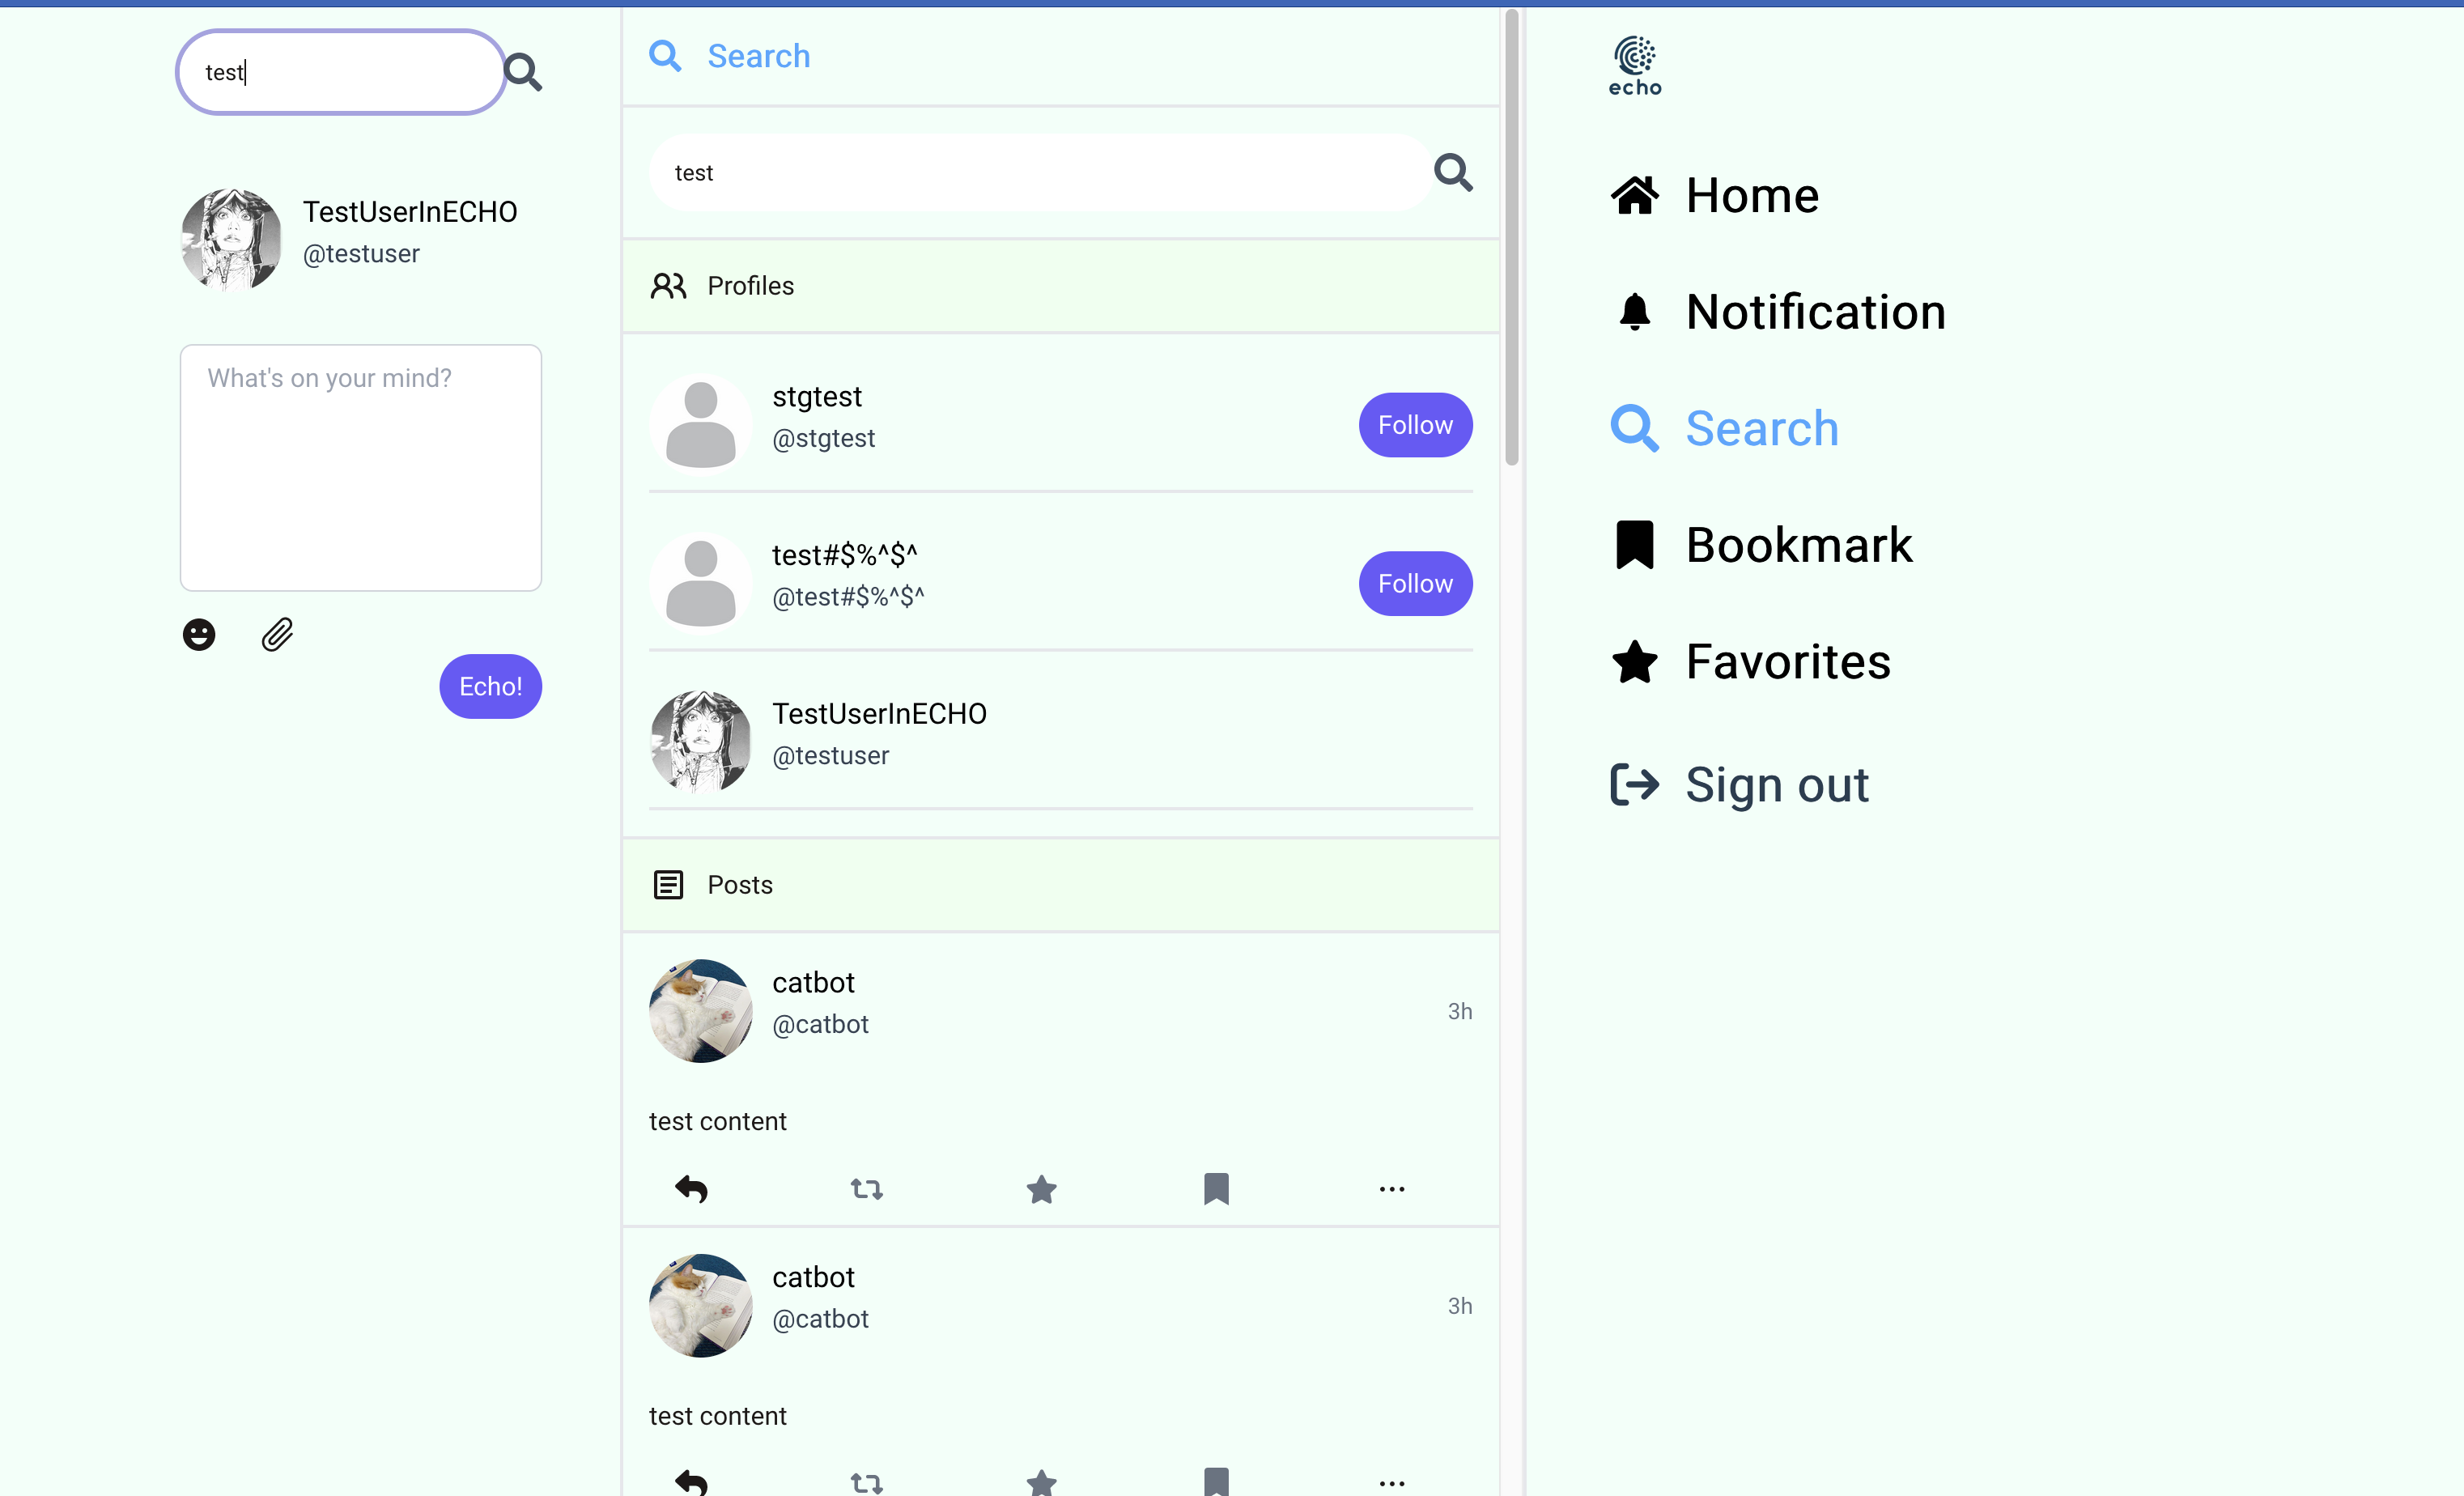 test
TestUserInECHO
@testuser
What's on your mind?
Echo!
Search
test
Profiles
stgtest
@stgtest
Follow
test#$%^$^
@test#$%^$^
Follow
TestUserInECHO
@testuser
Posts
catbot
@catbot
3h
test content
catbot
@catbot
3h
test content
echo
Home
Notification
Search
Bookmark
Favorites
Sign out